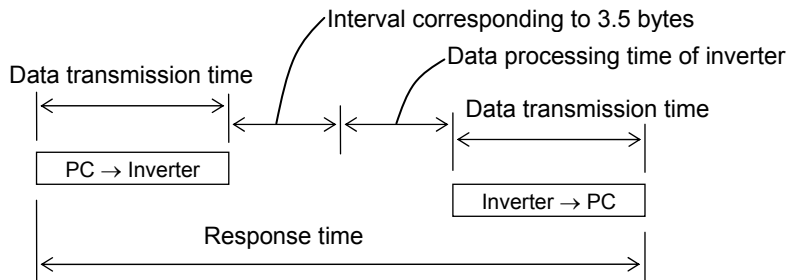 Interval corresponding to 3.5 bytes
Data processing time of inverter
Data transmission time
Data transmission time
PC → Inverter
Inverter → PC
Response time